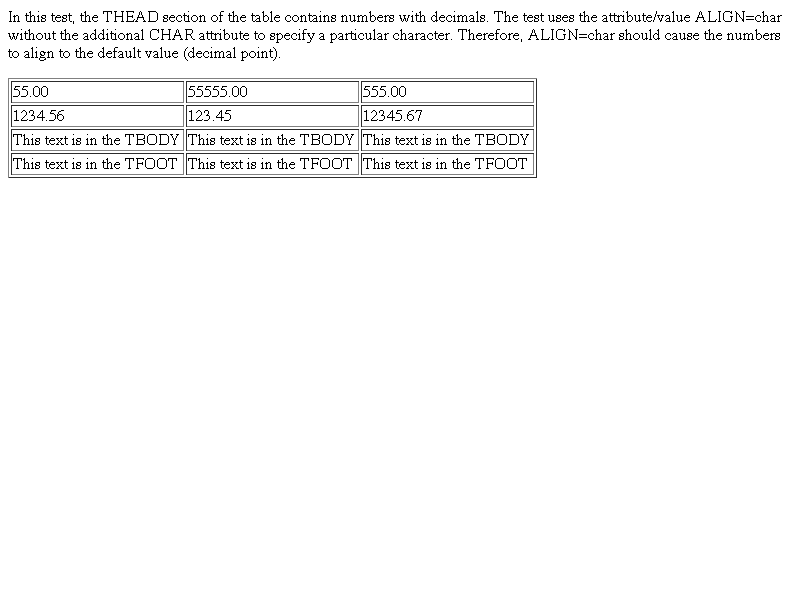 In this test, the THEAD section of the table contains numbers with decimals. The test uses the attribute/value ALIGN=char
without the additional CHAR attribute to specify a particular character. Therefore, ALIGN=char should cause the numbers
to align to the default value (decimal point).
55.00 55555.00 555.00
1234.56 123.45 12345.67
This text is in the TBODY This text is in the TBODY This text is in the TBODY
This text is in the TFOOT This text is in the TFOOT This text is in the TFOOT